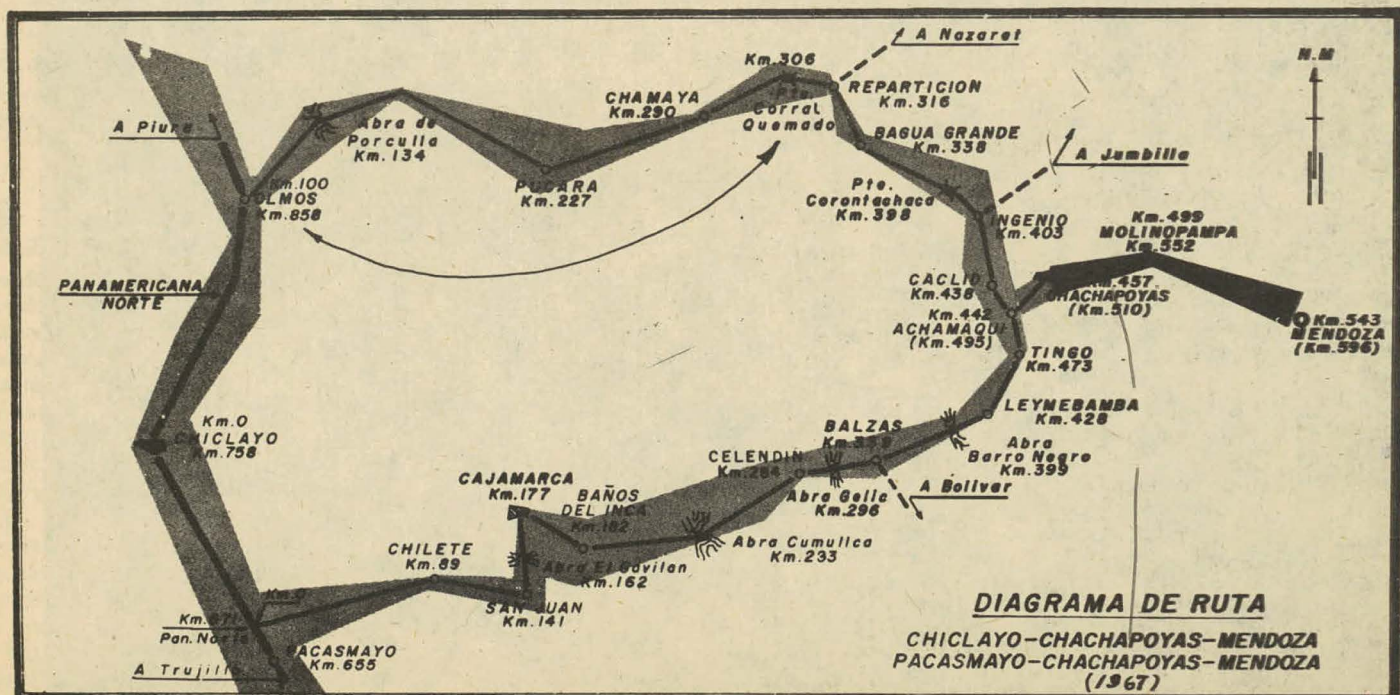 A Nazaret
N.M
Km.306
Pte.
Corral
Quemado
REPARTICION
Km.316
CHAMAYA
Km.290
A Piura
Abra de
Porculla
Km.134
BAGUA GRANDE
Km.338
A Jumbilla
PUCARA
Km.227
Pte.
Corontachaca
Km.398
Km.100
OLMOS
Km.858
INGENIO
Km.403
Km.499
MOLINOPAMPA
Km.552
PANAMERICANA
NORTE
CACLIC
Km.438
Km.457
CHACHAPOYAS
(Km.510)
Km.442
ACHAMAQUI
(Km.495)
Km.543
MENDOZA
(Km.596)
TINGO
Km.473
LEYMEBAMBA
Km.428
Km.0
CHICLAYO
Km.758
BALZAS
Abra
Barro Negro
Km.399
CELENDIN
Km.264
A Bolivar
Abra Gelic
Km.296
CAJAMARCA
Km.177
BAÑOS
DEL INCA
Km.182
Abra Cumullca
Km.233
CHILETE
Km.89
Abra El Gavilan
Km.162
SAN JUAN
Km.141
Km.0
Km.671
Pan. Norte
PACASMAYO
Km.655
A Trujillo
DIAGRAMA DE RUTA
CHICLAYO-CHACHAPOYAS-MENDOZA
PACASMAYO-CHACHAPOYAS-MENDOZA
(1967)